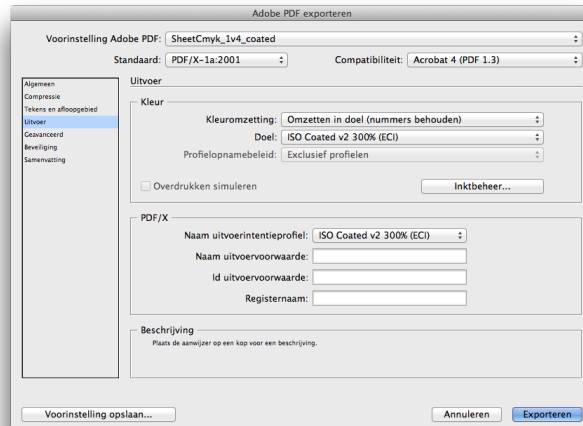 Adobe PDF exporteren
Voorinstelling Adobe PDF: SheetCmyk_1v4_coated
Standaard: PDF/X-1a:2001 Compatibiliteit: Acrobat 4 (PDF 1.3)
Algemeen
Compressie
Tekens en afloopgebied
Uitvoer
Geavanceerd
Beveiliging
Samenvatting
Uitvoer
Kleur
Kleuromzetting: Omzetten in doel (nummers behouden)
Doel: ISO Coated v2 300% (ECI)
Profielopnamebeleid: Exclusief profielen
Overdrukken simuleren Inktbeheer...
PDF/X
Naam uitvoerintentieprofiel: ISO Coated v2 300% (ECI)
Naam uitvoervoorwaarde:
Id uitvoervoorwaarde:
Registernaam:
Beschrijving
Plaats de aanwijzer op een kop voor een beschrijving.
Voorinstelling opslaan... Annuleren Exporteren